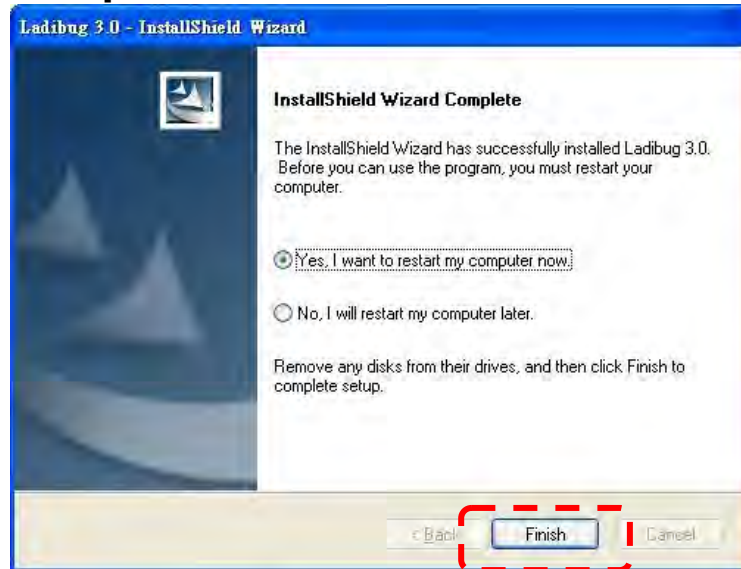 Ladibug 3.0 - InstallShield Wizard
InstallShield Wizard Complete
The InstallShield Wizard has successfully installed Ladibug 3.0.
Before you can use the program, you must restart your
computer.
Yes, I want to restart my computer now.
No, I will restart my computer later.
Remove any disks from their drives, and then click Finish to
complete setup.
< Back Finish Cancel